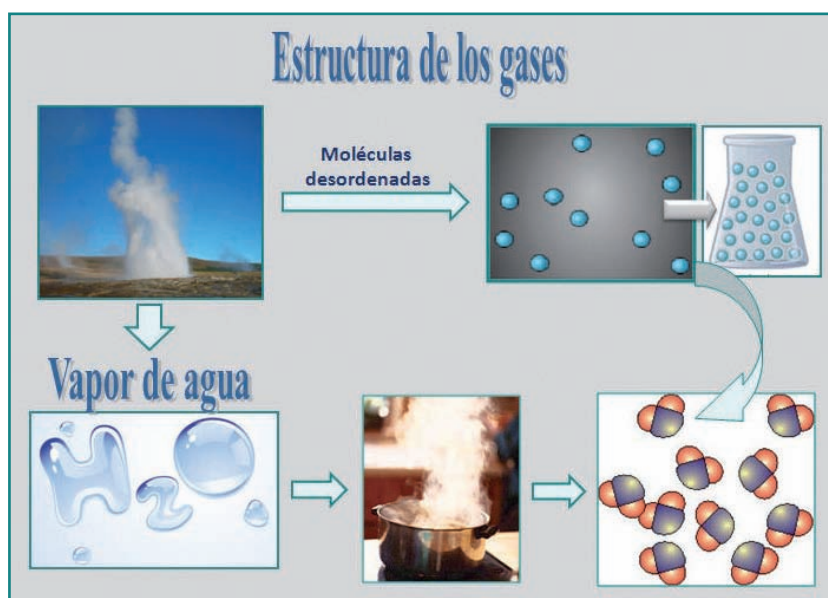 Estructura de los gases
Moléculas
desordenadas
Vapor de agua
H2O